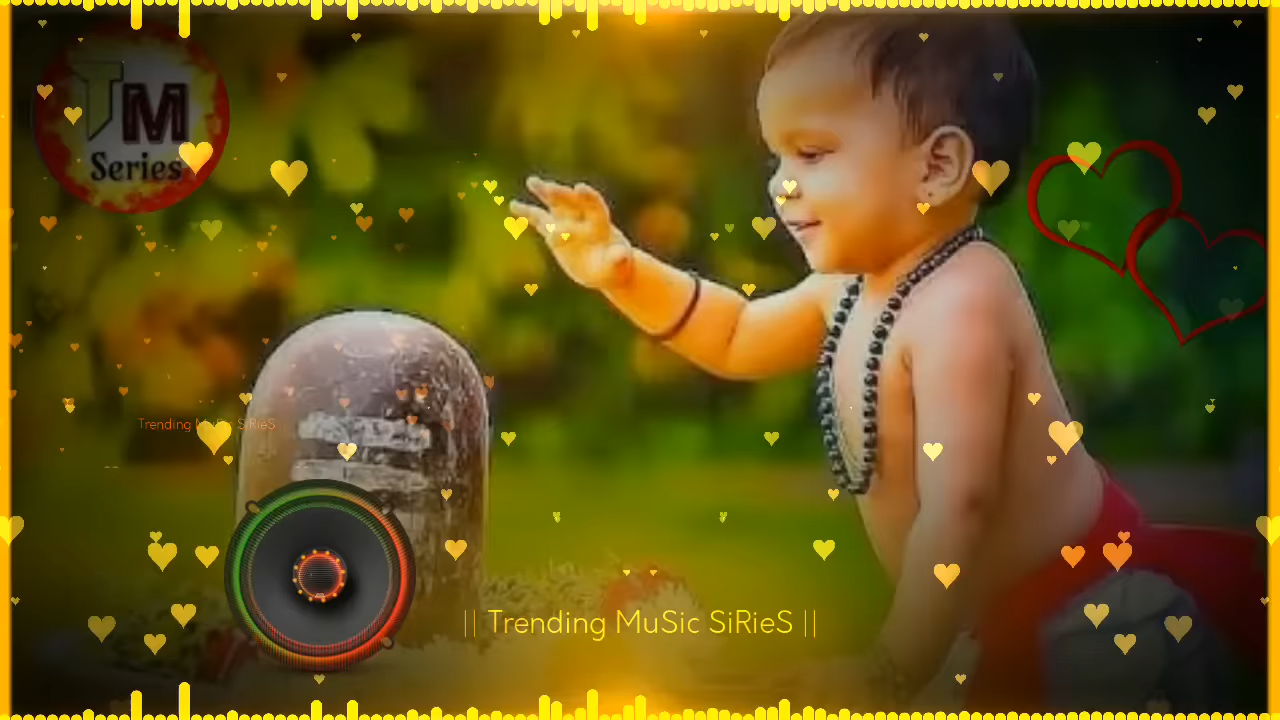 TM
Series
Trending MuSic SiRieS
|| Trending MuSic SiRieS ||